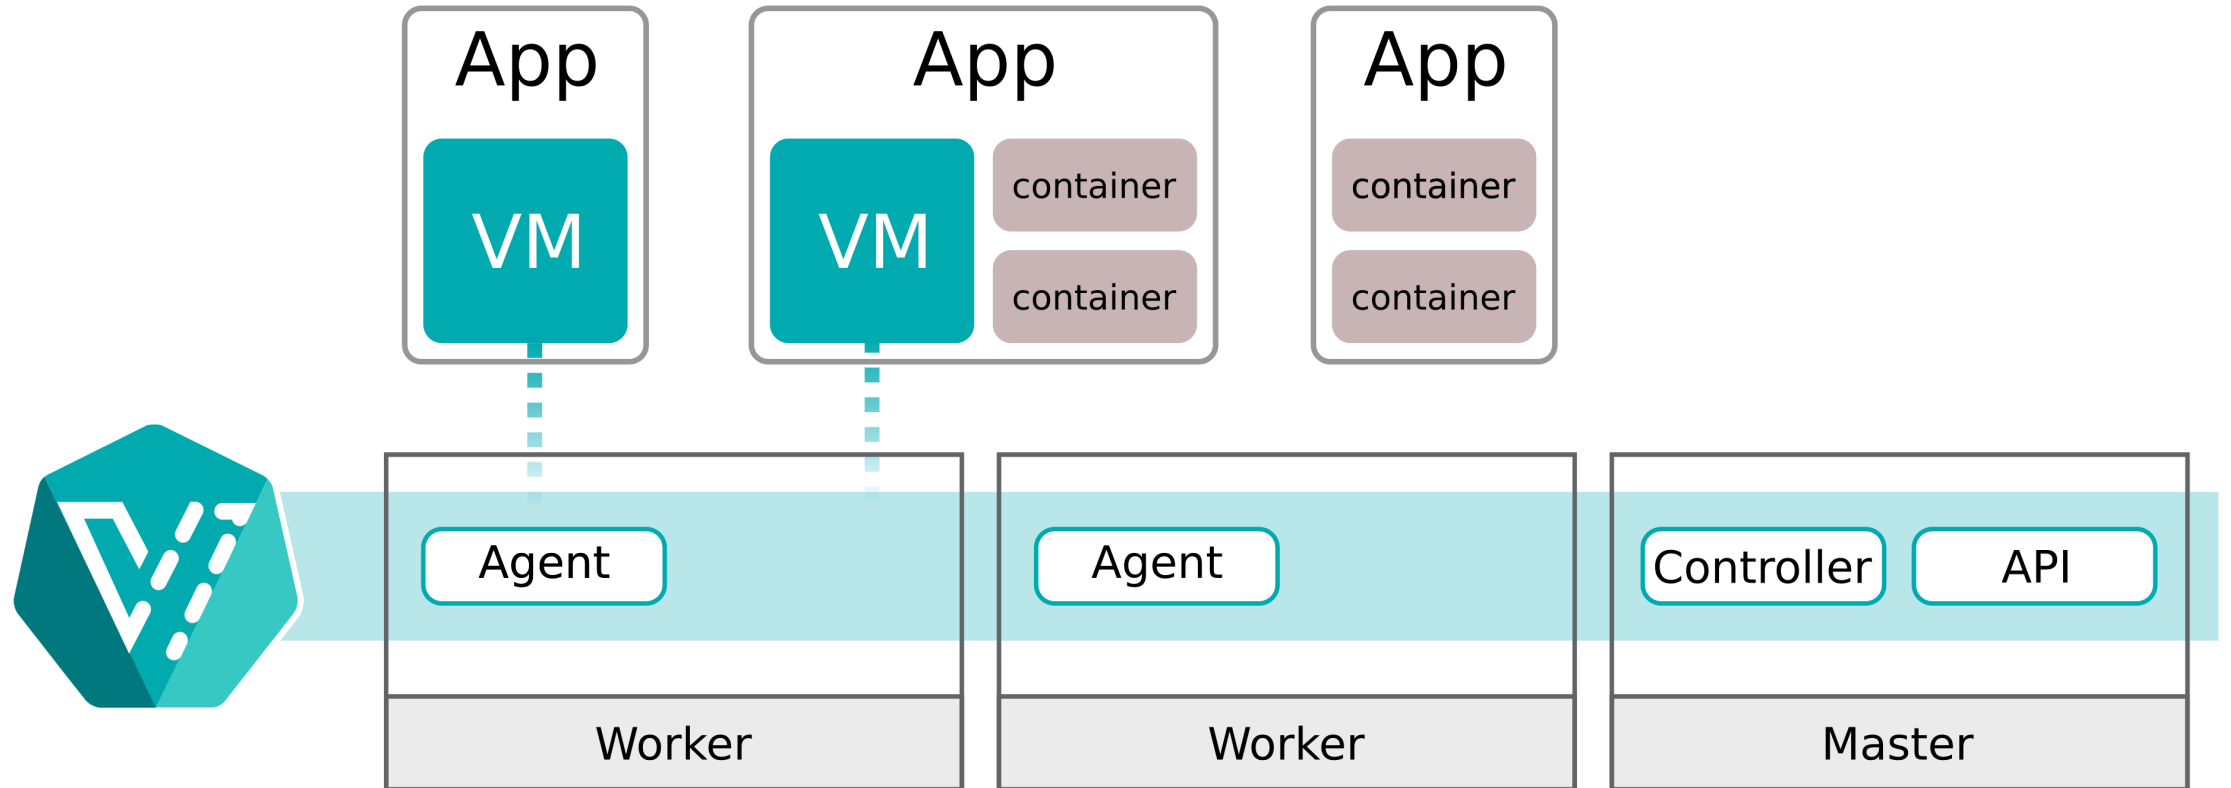 App
VM
App
VM
container
container
App
container
container
Agent
Worker
Agent
Worker
Controller
API
Master